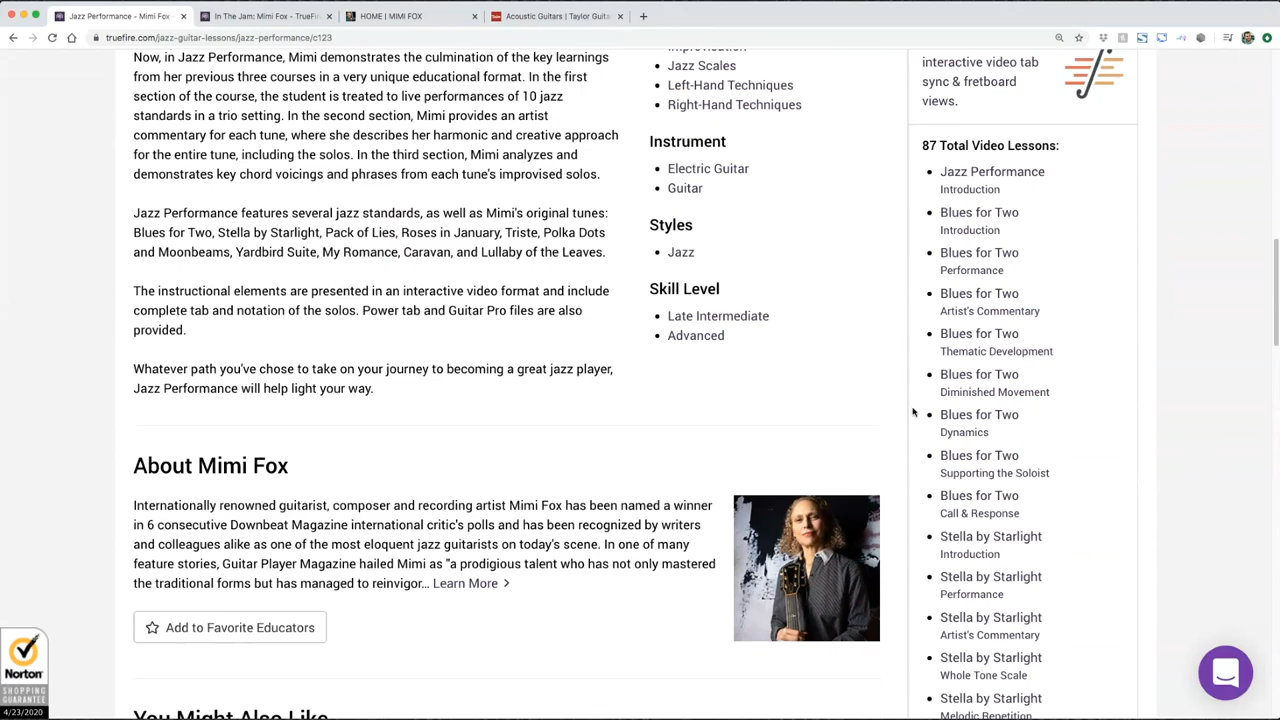 Jazz Performance - Mimi Fox -
In The Jam: Mimi Fox - TrueFir
HOME | MIMI FOX
Acoustic Guitars | Taylor Guitar
truefire.com/jazz-guitar-lessons/jazz-performance/c123
Now, in Jazz Performance, Mimi demonstrates the culmination of the key learnings
from her previous three courses in a very unique educational format. In the first
section of the course, the student is treated to live performances of 10 jazz
standards in a trio setting. In the second section, Mimi provides an artist
commentary for each tune, where she describes her harmonic and creative approach
for the entire tune, including the solos. In the third section, Mimi analyzes and
demonstrates key chord voicings and phrases from each tune's improvised solos.
Jazz Performance features several jazz standards, as well as Mimi's original tunes:
Blues for Two, Stella by Starlight, Pack of Lies, Roses in January, Triste, Polka Dots
and Moonbeams, Yardbird Suite, My Romance, Caravan, and Lullaby of the Leaves.
The instructional elements are presented in an interactive video format and include
complete tab and notation of the solos. Power tab and Guitar Pro files are also
provided.
Whatever path you've chose to take on your journey to becoming a great jazz player,
Jazz Performance will help light your way.
Improvisation
Jazz Scales
Left-Hand Techniques
Right-Hand Techniques
Instrument
Electric Guitar
Guitar
Styles
Jazz
Skill Level
Late Intermediate
Advanced
About Mimi Fox
Internationally renowned guitarist, composer and recording artist Mimi Fox has been named a winner
in 6 consecutive Downbeat Magazine international critic's polls and has been recognized by writers
and colleagues alike as one of the most eloquent jazz guitarists on today's scene. In one of many
feature stories, Guitar Player Magazine hailed Mimi as "a prodigious talent who has not only mastered
the traditional forms but has managed to reinvigor... Learn More >
Add to Favorite Educators
You Might Also Like
interactive video tab
sync & fretboard
views.
87 Total Video Lessons:
Jazz Performance
Introduction
Blues for Two
Introduction
Blues for Two
Performance
Blues for Two
Artist's Commentary
Blues for Two
Thematic Development
Blues for Two
Diminished Movement
Blues for Two
Dynamics
Blues for Two
Supporting the Soloist
Blues for Two
Call & Response
Stella by Starlight
Introduction
Stella by Starlight
Performance
Stella by Starlight
Artist's Commentary
Stella by Starlight
Whole Tone Scale
Stella by Starlight
Melodic Repetition
Norton
SHOPPING
GUARANTEE
4/23/2020